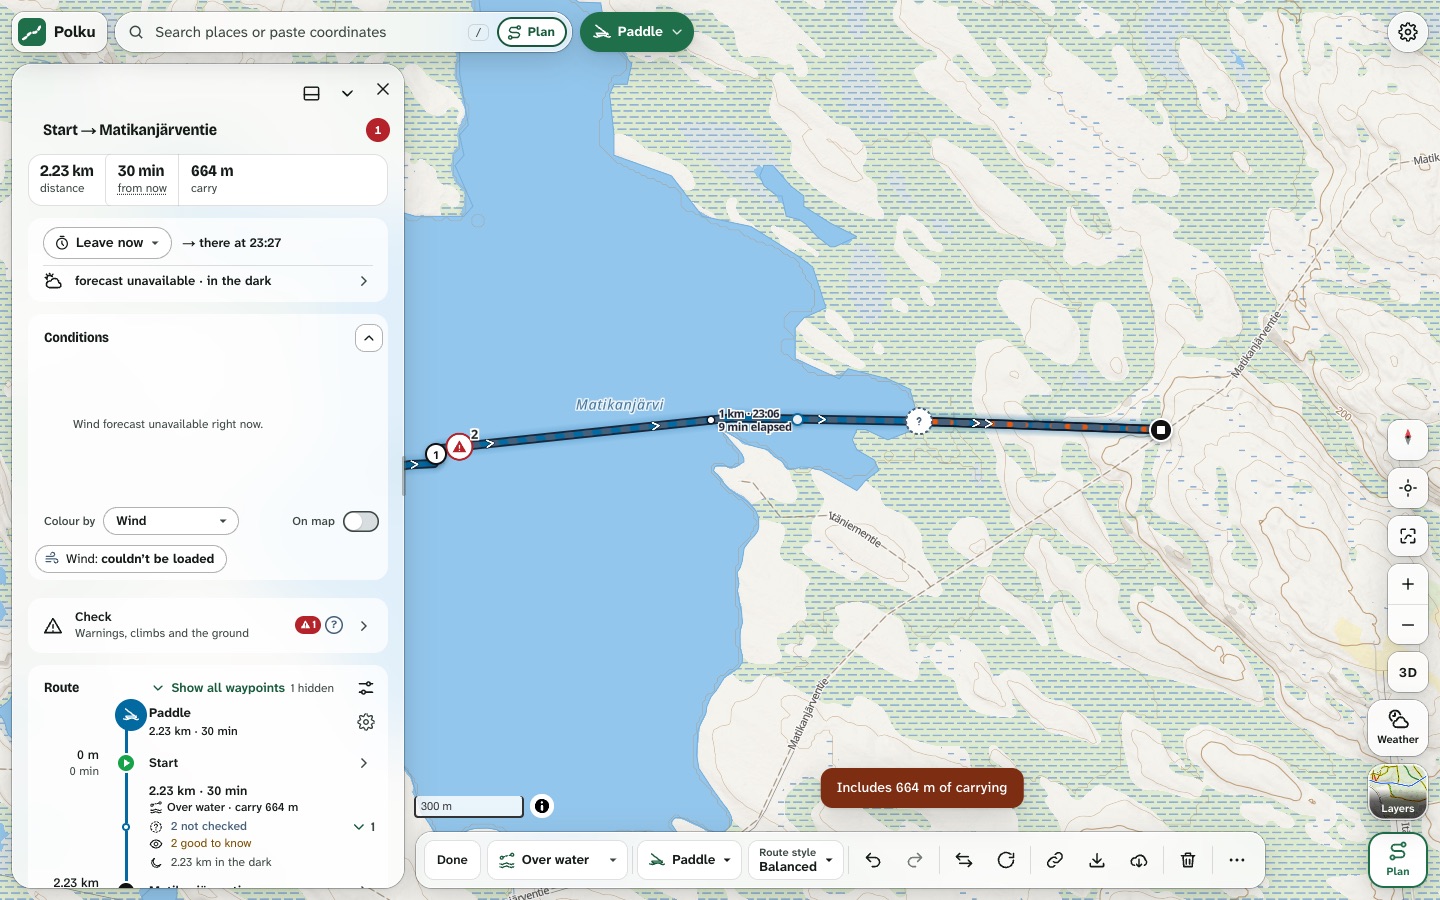 Polku
Search places or paste coordinates
/
Plan
Paddle
Start → Matikanjärventie
1
2.23 km
distance
30 min
from now
664 m
carry
Leave now
→ there at 23:27
forecast unavailable · in the dark
Conditions
Wind forecast unavailable right now.
Colour by
Wind
On map
Wind: couldn't be loaded
Check
Warnings, climbs and the ground
1
?
Route
Show all waypoints
1 hidden
Paddle
2.23 km · 30 min
0 m
0 min
Start
2.23 km · 30 min
Over water · carry 664 m
2 not checked
1
2 good to know
2.23 km in the dark
2.23 km
Matikanjärvi
1 km · 23:06
9 min elapsed
1
2
?
Itäniementie
Matikanjärventie
Matikanjärventie
Matik
200
300 m
Includes 664 m of carrying
Done
Over water
Paddle
Route style
Balanced
3D
Weather
Layers
Plan